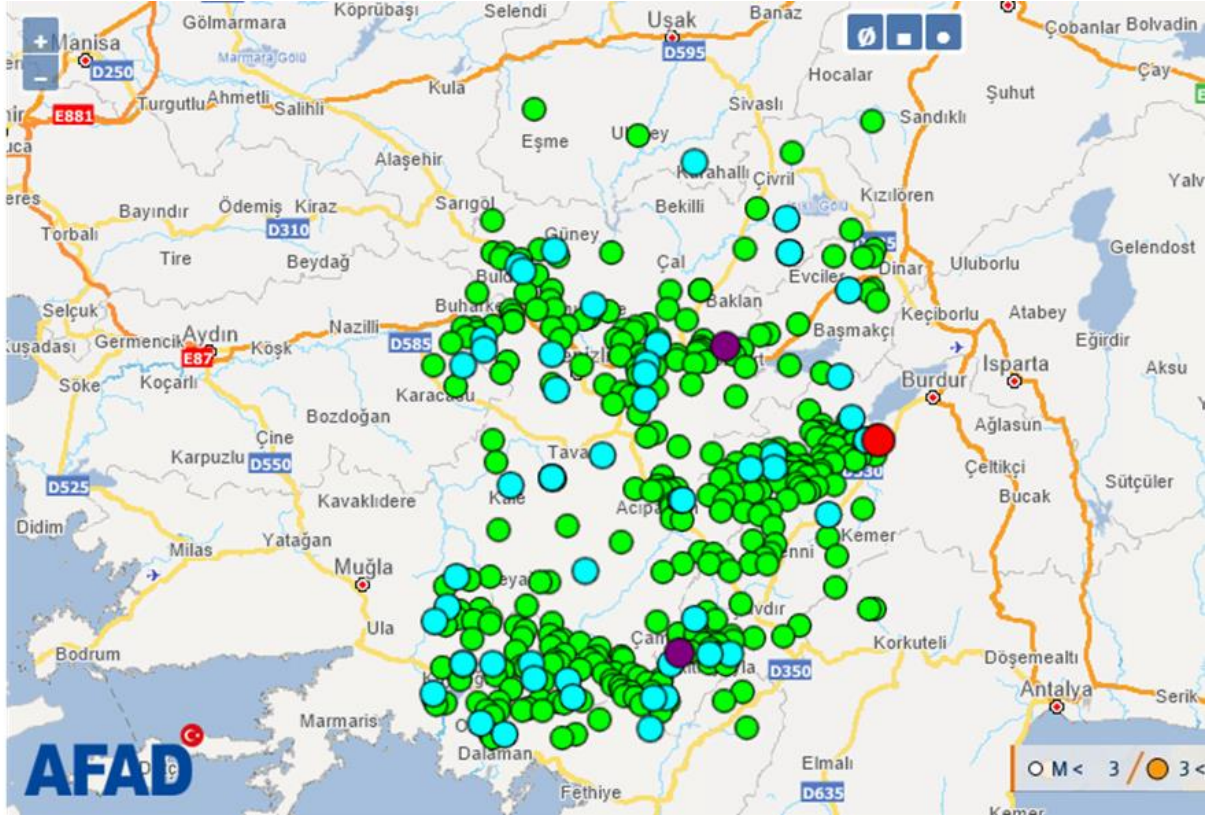 Köprübaşı
Selendi
Uşak
Banaz
Gölmarmara
Çobanlar
Bolvadin
+
Manisa
D595
Ø
Marmara Gölü
Çay
−
D250
Hocalar
Kula
Şuhut
Ahmetli
Turgutlu
Salihli
Sivaslı
E881
Sandıklı
Eşme
Alaşehir
Karahallı
Çivril
Kızılören
Ödemiş
Kiraz
Sarıgöl
Bekilli
Bayındır
Torbalı
D310
Güney
Gelendost
Tire
Beydağ
Çal
Evciler
Dinar
Uluborlu
Selçuk
Baklan
Keçiborlu
Atabey
Kuşadası
Germencik
Aydın
Nazilli
Başmakçı
Eğirdir
E87
Köşk
D585
Isparta
Aksu
Söke
Koçarlı
Karacasu
Burdur
Bozdoğan
Ağlasun
Çine
Karpuzlu
D550
Tavas
D330
Çeltikçi
Sütçüler
D525
Kavaklıdere
Kale
Bucak
Didim
Yatağan
Kemer
Milas
Muğla
Ula
Korkuteli
Bodrum
Döşemealtı
D350
Antalya
Serik
Marmaris
AFAD
Dalaman
Elmalı
M < 3 / 3 <
D635
Fethiye
Kemer